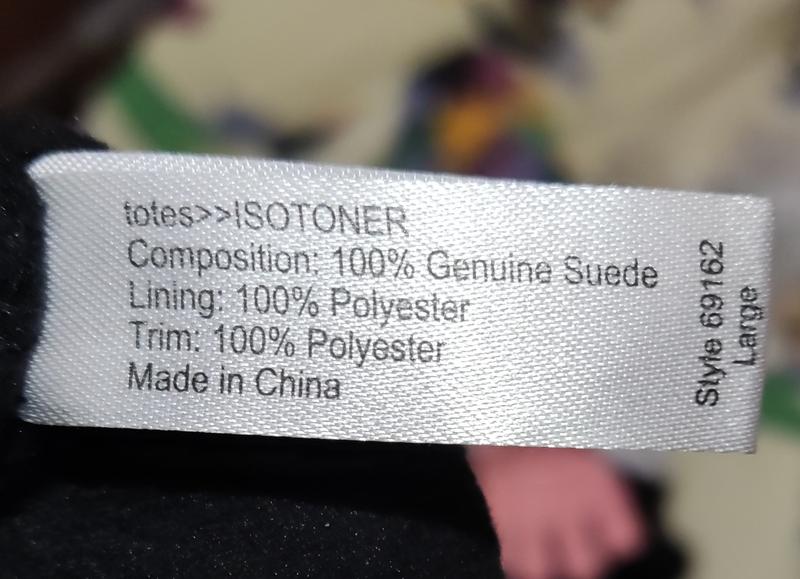 totes>>ISOTONER
Composition: 100% Genuine Suede
Lining: 100% Polyester
Trim: 100% Polyester
Made in China
Style 69162
Large